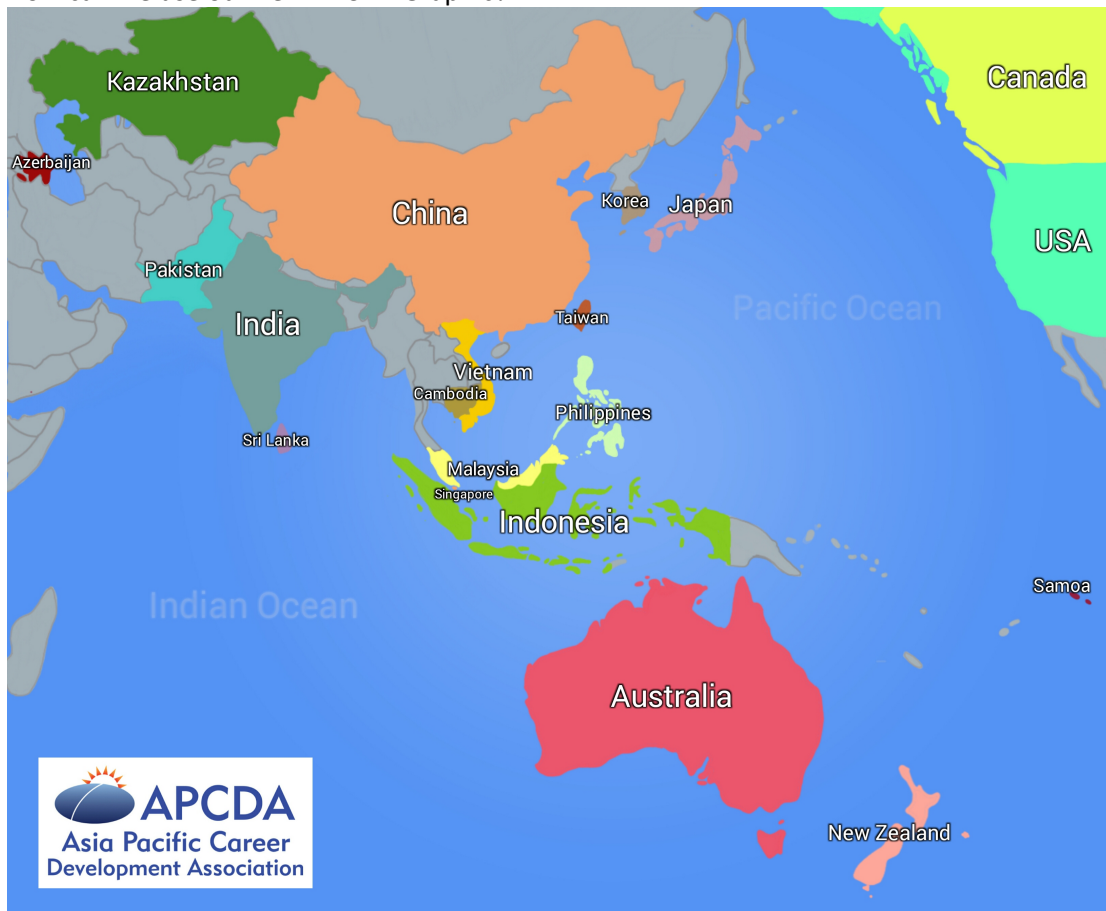 Kazakhstan
Canada
Azerbaijan
China
Korea
Japan
USA
Pakistan
India
Pacific Ocean
Taiwan
Vietnam
Cambodia
Philippines
Sri Lanka
Malaysia
Singapore
Indonesia
Samoa
Indian Ocean
Australia
New Zealand
APCDA
Asia Pacific Career
Development Association